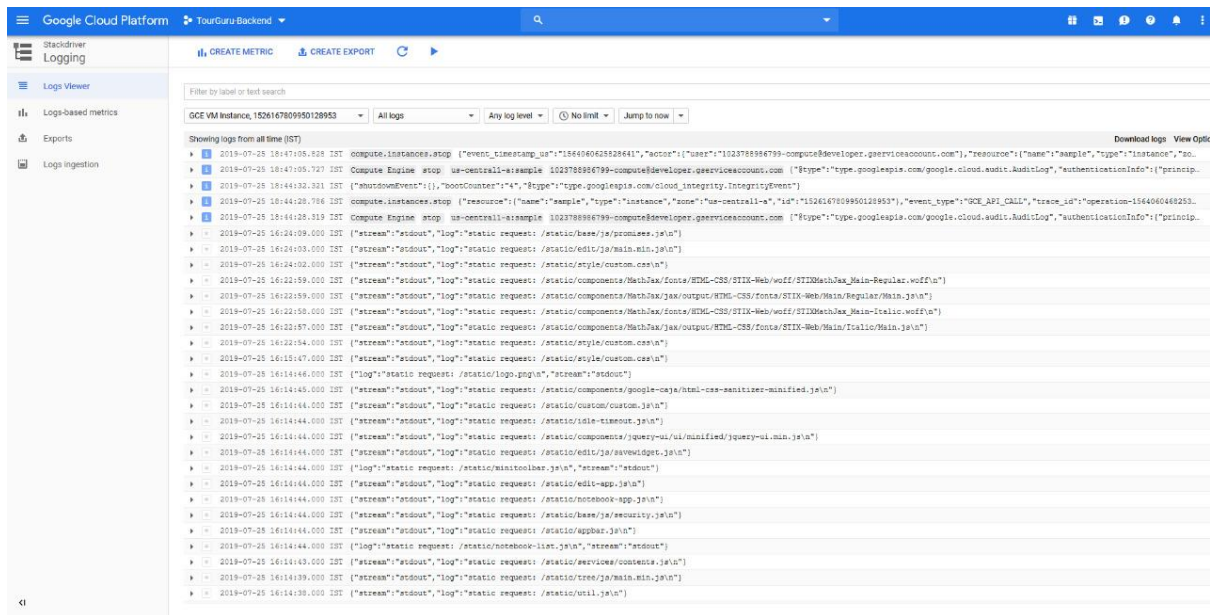 Google Cloud Platform TourGuru-Backend
Stackdriver
Logging
CREATE METRIC CREATE EXPORT
Logs Viewer
Logs-based metrics
Exports
Logs ingestion
Filter by label or text search
GCE VM Instance, 1526167809950128953 All logs Any log level No limit Jump to now
Showing logs from all time (IST) Download logs View Optio
2019-07-25 18:47:05.828 IST compute.instances.stop {"event_timestamp_us":"1564060625828641","actor":{"user":"1023788986799-compute@developer.gserviceaccount.com"},"resource":{"name":"sample","type":"instance","zo…
2019-07-25 18:47:05.727 IST Compute Engine stop us-central1-a:sample 1023788986799-compute@developer.gserviceaccount.com {"@type":"type.googleapis.com/google.cloud.audit.AuditLog","authenticationInfo":{"princip…
2019-07-25 18:44:32.321 IST {"shutdownEvent":{},"bootCounter":"4","@type":"type.googleapis.com/cloud_integrity.IntegrityEvent"}
2019-07-25 18:44:28.786 IST compute.instances.stop {"resource":{"name":"sample","type":"instance","zone":"us-central1-a","id":"1526167809950128953"},"event_type":"GCE_API_CALL","trace_id":"operation-1564060468253…
2019-07-25 18:44:28.319 IST Compute Engine stop us-central1-a:sample 1023788986799-compute@developer.gserviceaccount.com {"@type":"type.googleapis.com/google.cloud.audit.AuditLog","authenticationInfo":{"princip…
2019-07-25 16:24:09.000 IST {"stream":"stdout","log":"static request: /static/base/js/promises.js\n"}
2019-07-25 16:24:03.000 IST {"stream":"stdout","log":"static request: /static/edit/js/main.min.js\n"}
2019-07-25 16:24:02.000 IST {"stream":"stdout","log":"static request: /static/style/custom.css\n"}
2019-07-25 16:22:59.000 IST {"stream":"stdout","log":"static request: /static/components/MathJax/fonts/HTML-CSS/STIX-Web/woff/STIXMathJax_Main-Regular.woff\n"}
2019-07-25 16:22:59.000 IST {"stream":"stdout","log":"static request: /static/components/MathJax/jax/output/HTML-CSS/fonts/STIX-Web/Main/Regular/Main.js\n"}
2019-07-25 16:22:58.000 IST {"stream":"stdout","log":"static request: /static/components/MathJax/fonts/HTML-CSS/STIX-Web/woff/STIXMathJax_Main-Italic.woff\n"}
2019-07-25 16:22:57.000 IST {"stream":"stdout","log":"static request: /static/components/MathJax/jax/output/HTML-CSS/fonts/STIX-Web/Main/Italic/Main.js\n"}
2019-07-25 16:22:54.000 IST {"stream":"stdout","log":"static request: /static/style/custom.css\n"}
2019-07-25 16:15:47.000 IST {"stream":"stdout","log":"static request: /static/style/custom.css\n"}
2019-07-25 16:14:46.000 IST {"log":"static request: /static/logo.png\n","stream":"stdout"}
2019-07-25 16:14:45.000 IST {"stream":"stdout","log":"static request: /static/components/google-caja/html-css-sanitizer-minified.js\n"}
2019-07-25 16:14:44.000 IST {"stream":"stdout","log":"static request: /static/custom/custom.js\n"}
2019-07-25 16:14:44.000 IST {"stream":"stdout","log":"static request: /static/idle-timeout.js\n"}
2019-07-25 16:14:44.000 IST {"stream":"stdout","log":"static request: /static/components/jquery-ui/ui/minified/jquery-ui.min.js\n"}
2019-07-25 16:14:44.000 IST {"stream":"stdout","log":"static request: /static/edit/js/savewidget.js\n"}
2019-07-25 16:14:44.000 IST {"log":"static request: /static/minitoolbar.js\n","stream":"stdout"}
2019-07-25 16:14:44.000 IST {"stream":"stdout","log":"static request: /static/edit-app.js\n"}
2019-07-25 16:14:44.000 IST {"stream":"stdout","log":"static request: /static/notebook-app.js\n"}
2019-07-25 16:14:44.000 IST {"stream":"stdout","log":"static request: /static/base/js/security.js\n"}
2019-07-25 16:14:44.000 IST {"stream":"stdout","log":"static request: /static/appbar.js\n"}
2019-07-25 16:14:44.000 IST {"log":"static request: /static/notebook-list.js\n","stream":"stdout"}
2019-07-25 16:14:43.000 IST {"stream":"stdout","log":"static request: /static/services/contents.js\n"}
2019-07-25 16:14:39.000 IST {"stream":"stdout","log":"static request: /static/tree/js/main.min.js\n"}
2019-07-25 16:14:38.000 IST {"stream":"stdout","log":"static request: /static/util.js\n"}